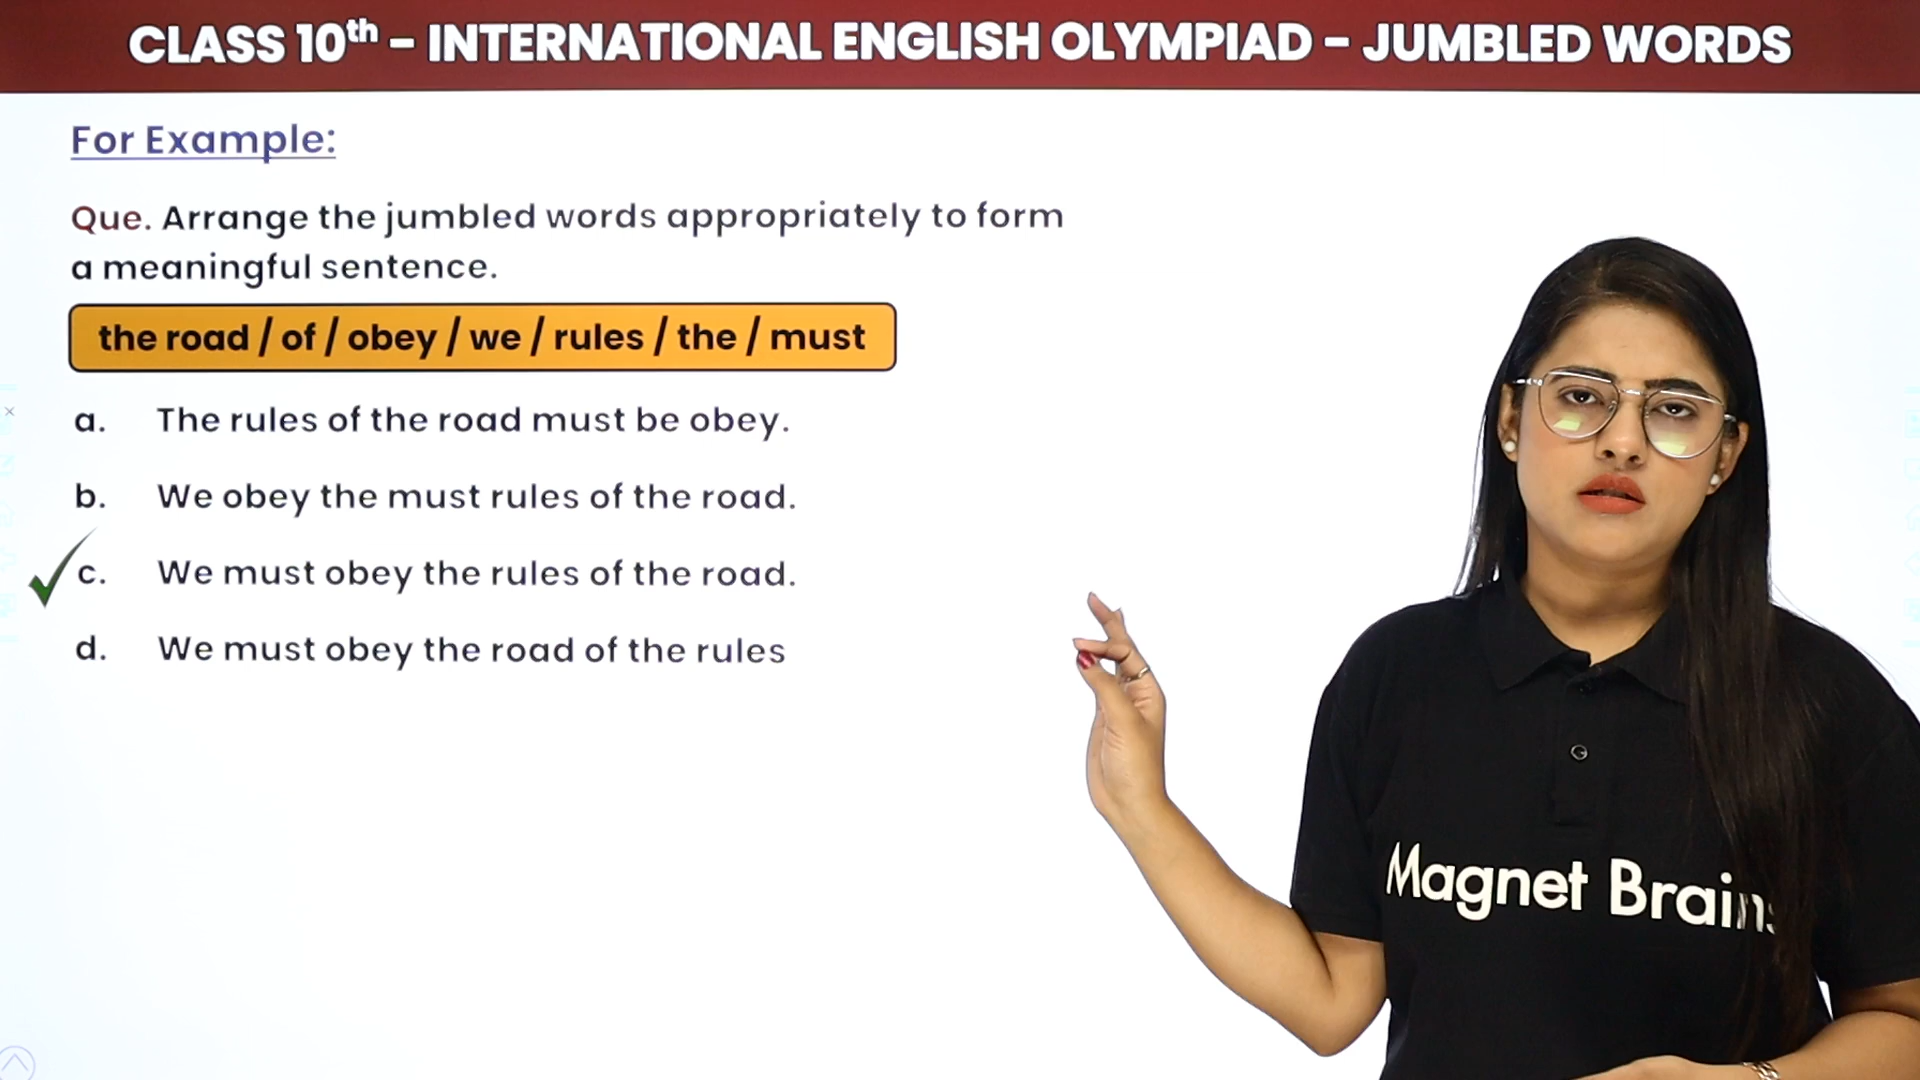 CLASS 10th – INTERNATIONAL ENGLISH OLYMPIAD – JUMBLED WORDS
For Example:
Que. Arrange the jumbled words appropriately to form
a meaningful sentence.
the road / of / obey / we / rules / the / must
a. The rules of the road must be obey.
b. We obey the must rules of the road.
c. We must obey the rules of the road.
d. We must obey the road of the rules
Magnet Brains